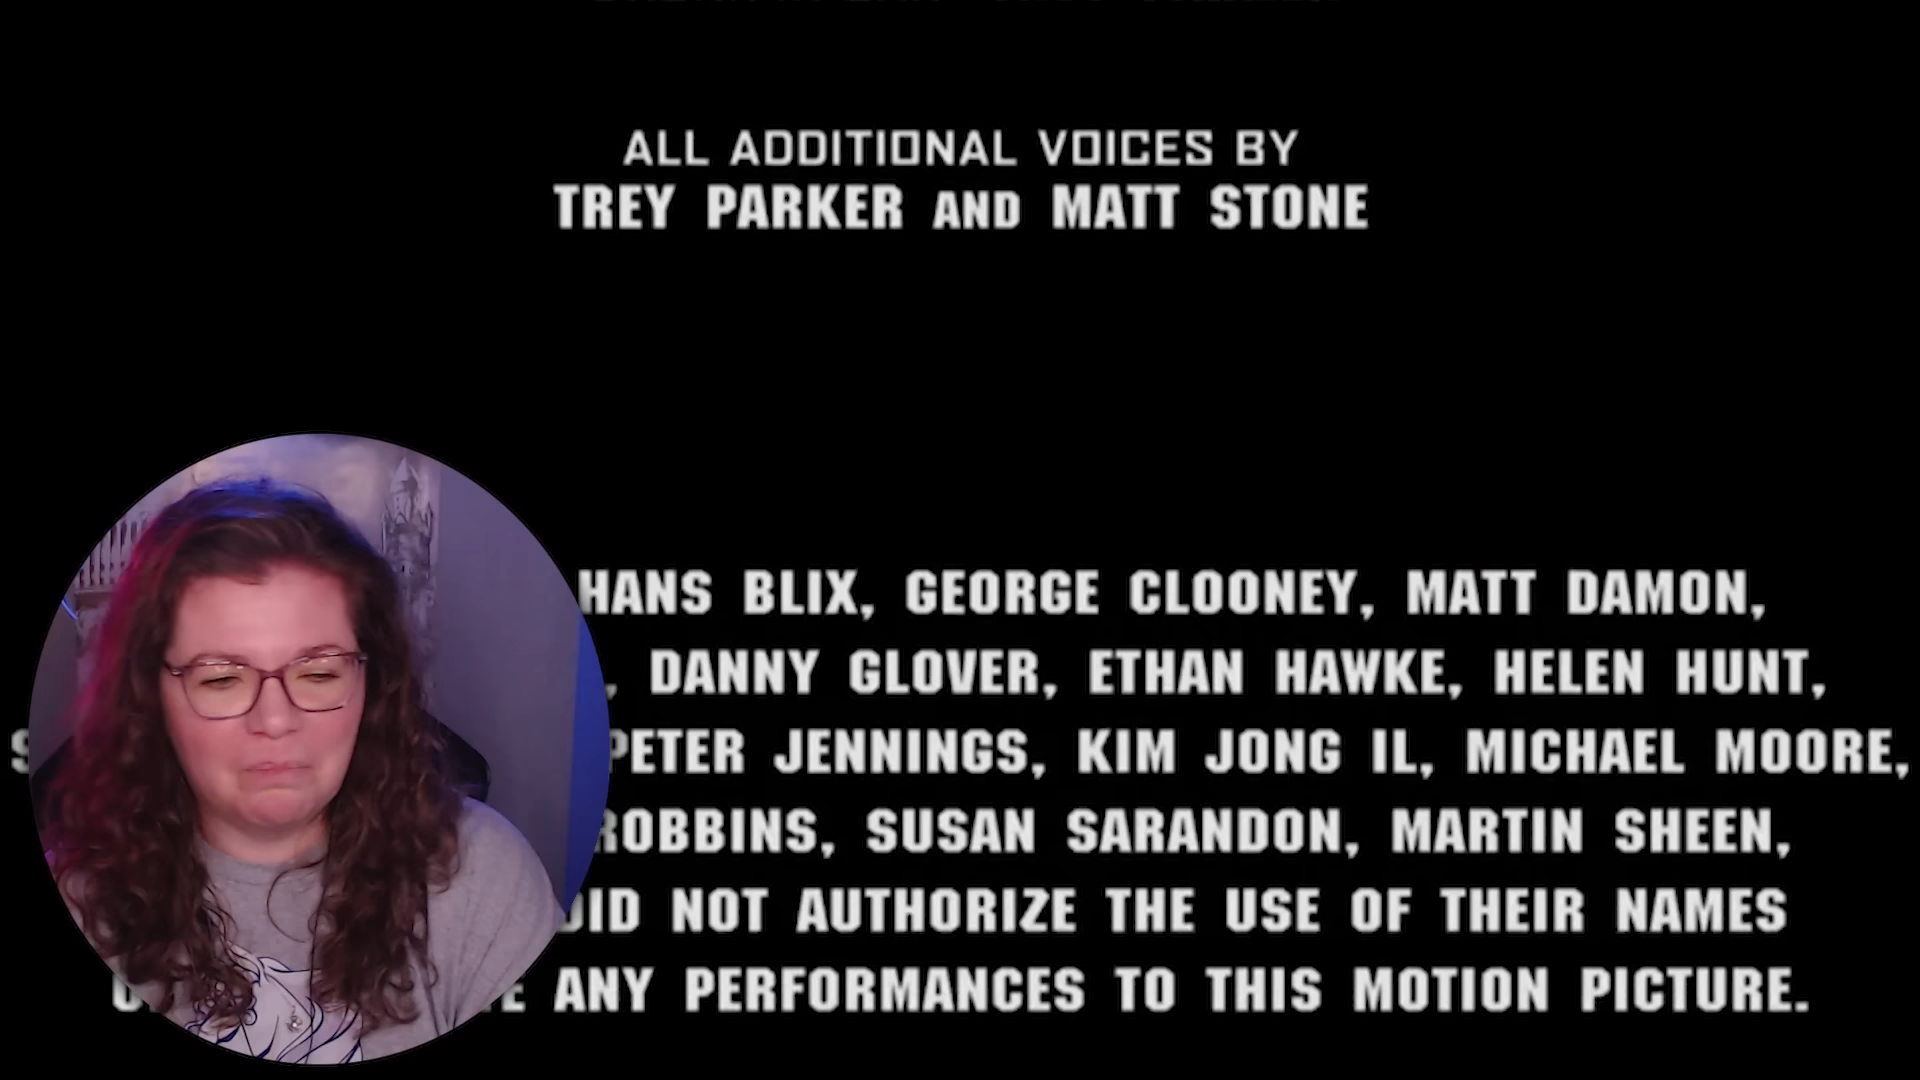 ALL ADDITIONAL VOICES BY
TREY PARKER AND MATT STONE
HANS BLIX, GEORGE CLOONEY, MATT DAMON,
, DANNY GLOVER, ETHAN HAWKE, HELEN HUNT,
PETER JENNINGS, KIM JONG IL, MICHAEL MOORE,
ROBBINS, SUSAN SARANDON, MARTIN SHEEN,
DID NOT AUTHORIZE THE USE OF THEIR NAMES
ANY PERFORMANCES TO THIS MOTION PICTURE.